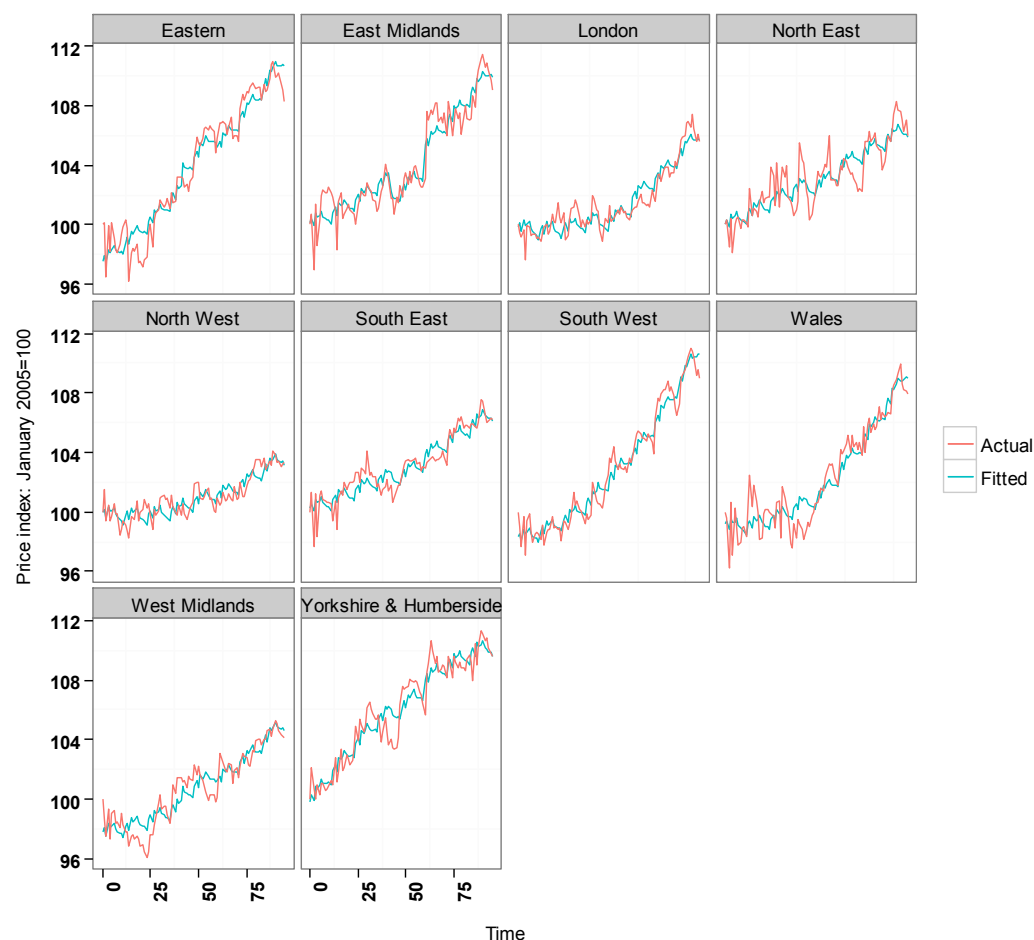 Eastern
East Midlands
London
North East
112
108
104
100
96
North West
South East
South West
Wales
112
108
104
100
96
West Midlands
Yorkshire & Humberside
112
108
104
100
96
0
25
50
75
0
25
50
75
Time
Price index: January 2005=100
Actual
Fitted